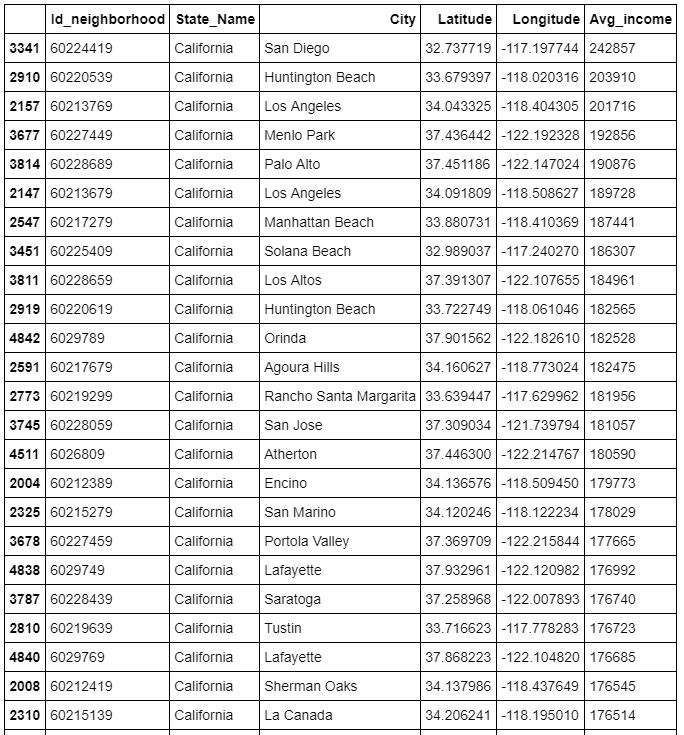 Id_neighborhood State_Name City Latitude Longitude Avg_income
3341 60224419 California San Diego 32.737719 -117.197744 242857
2910 60220539 California Huntington Beach 33.679397 -118.020316 203910
2157 60213769 California Los Angeles 34.043325 -118.404305 201716
3677 60227449 California Menlo Park 37.436442 -122.192328 192856
3814 60228689 California Palo Alto 37.451186 -122.147024 190876
2147 60213679 California Los Angeles 34.091809 -118.508627 189728
2547 60217279 California Manhattan Beach 33.880731 -118.410369 187441
3451 60225409 California Solana Beach 32.989037 -117.240270 186307
3811 60228659 California Los Altos 37.391307 -122.107655 184961
2919 60220619 California Huntington Beach 33.722749 -118.061046 182565
4842 6029789 California Orinda 37.901562 -122.182610 182528
2591 60217679 California Agoura Hills 34.160627 -118.773024 182475
2773 60219299 California Rancho Santa Margarita 33.639447 -117.629962 181956
3745 60228059 California San Jose 37.309034 -121.739794 181057
4511 6026809 California Atherton 37.446300 -122.214767 180590
2004 60212389 California Encino 34.136576 -118.509450 179773
2325 60215279 California San Marino 34.120246 -118.122234 178029
3678 60227459 California Portola Valley 37.369709 -122.215844 177665
4838 6029749 California Lafayette 37.932961 -122.120982 176992
3787 60228439 California Saratoga 37.258968 -122.007893 176740
2810 60219639 California Tustin 33.716623 -117.778283 176723
4840 6029769 California Lafayette 37.868223 -122.104820 176685
2008 60212419 California Sherman Oaks 34.137986 -118.437649 176545
2310 60215139 California La Canada 34.206241 -118.195010 176514